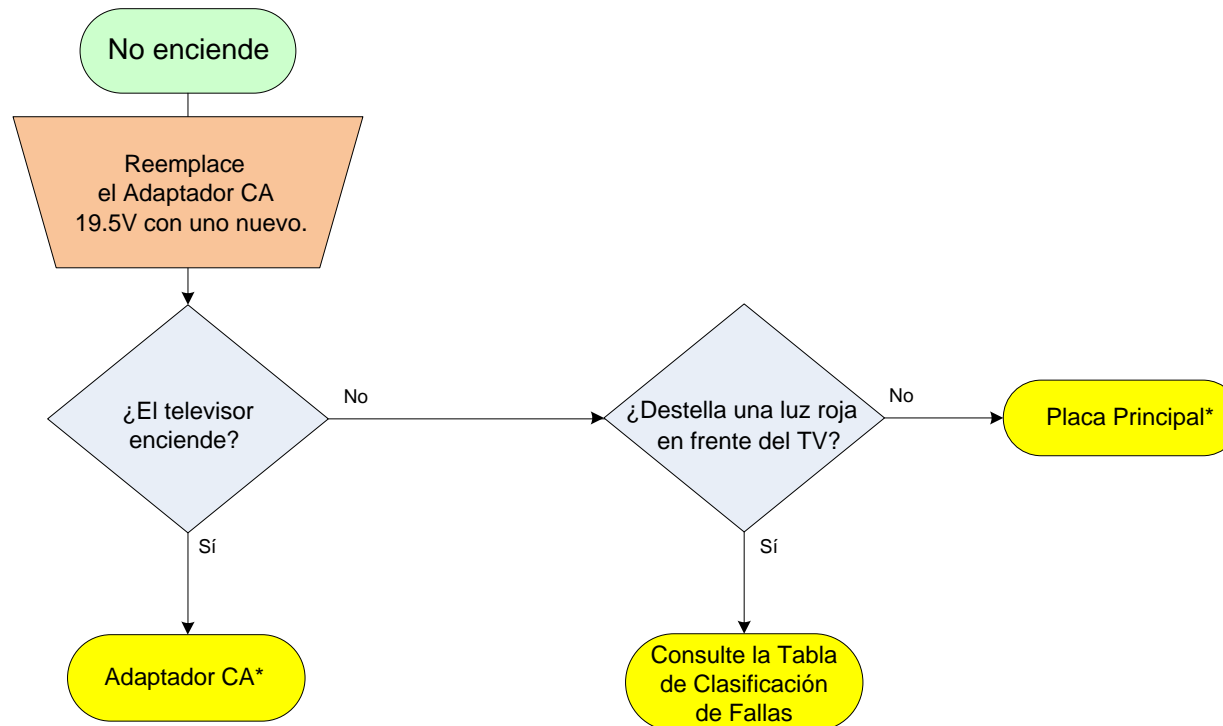 No enciende
Reemplace
el Adaptador CA
19.5V con uno nuevo.
¿El televisor
enciende?
No
¿Destella una luz roja
en frente del TV?
No
Placa Principal*
Sí
Sí
Adaptador CA*
Consulte la Tabla
de Clasificación
de Fallas